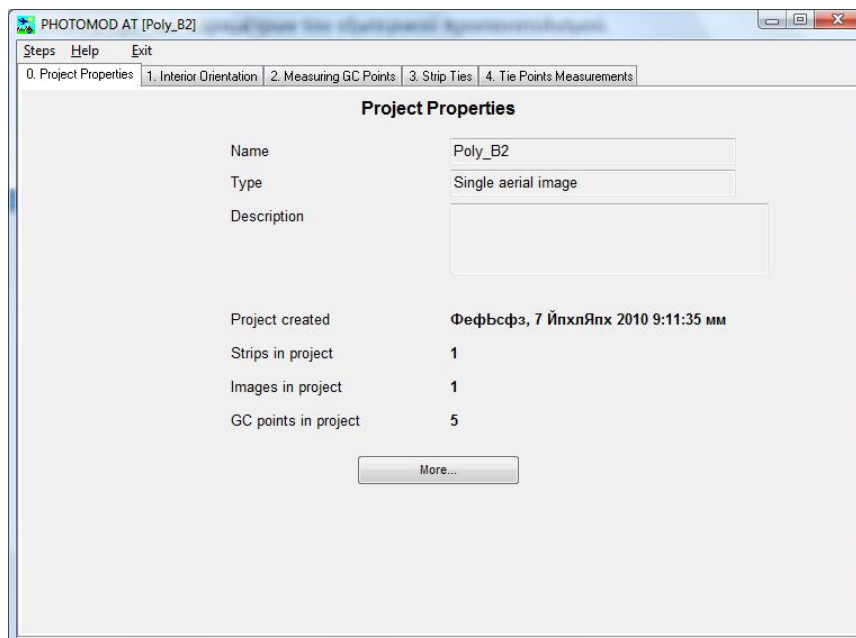 PHOTOMOD AT [Poly_B2]
Steps Help Exit
0. Project Properties 1. Interior Orientation 2. Measuring GC Points 3. Strip Ties 4. Tie Points Measurements
Project Properties
Name Poly_B2
Type Single aerial image
Description
Project created ФефЬсфз, 7 ЙпхлЯпх 2010 9:11:35 мм
Strips in project 1
Images in project 1
GC points in project 5
More...